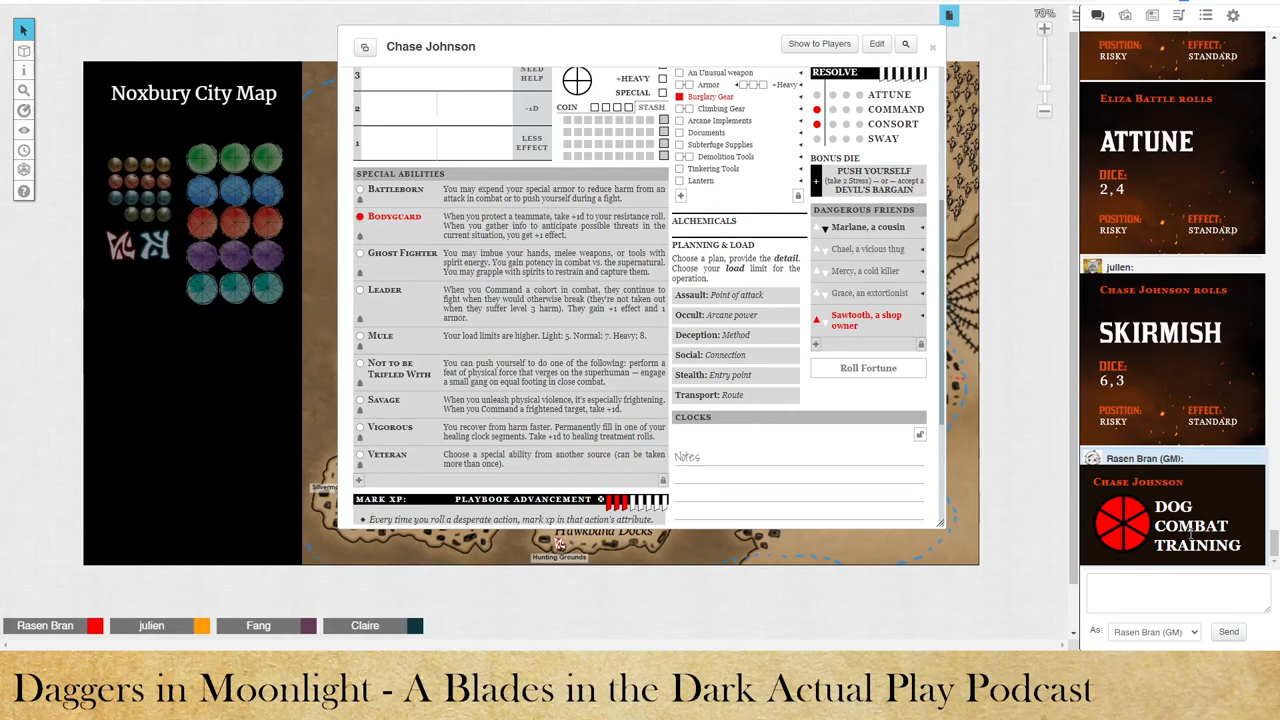 Noxbury City Map
Chase Johnson
Show to Players
Edit
3
NEED
HELP
2
-1D
1
LESS
EFFECT
+HEAVY
SPECIAL
COIN
STASH
SPECIAL ABILITIES
BATTLEBORN
You may expend your special armor to reduce harm from an
attack in combat or to push yourself during a fight.
BODYGUARD
When you protect a teammate, take +1d to your resistance roll.
When you gather info to anticipate possible threats in the
current situation, you get +1 effect.
GHOST FIGHTER
You may imbue your hands, melee weapons, or tools with
spirit energy. You gain potency in combat vs. the supernatural.
You may grapple with spirits to restrain and capture them.
LEADER
When you Command a cohort in combat, they continue to
fight when they would otherwise break (they're not taken out
when they suffer level 3 harm). They gain +1 effect and 1
armor.
MULE
Your load limits are higher. Light: 5. Normal: 7. Heavy: 8.
NOT TO BE
TRIFLED WITH
You can push yourself to do one of the following: perform a
feat of physical force that verges on the superhuman — engage
a small gang on equal footing in close combat.
SAVAGE
When you unleash physical violence, it's especially frightening.
When you Command a frightened target, take +1d.
VIGOROUS
You recover from harm faster. Permanently fill in one of your
healing clock segments. Take +1d to healing treatment rolls.
VETERAN
Choose a special ability from another source (can be taken
more than once).
MARK XP:
PLAYBOOK ADVANCEMENT
Every time you roll a desperate action, mark xp in that action's attribute.
An Unusual weapon
Armor
+Heavy
Burglary Gear
Climbing Gear
Arcane Implements
Documents
Subterfuge Supplies
Demolition Tools
Tinkering Tools
Lantern
ALCHEMICALS
PLANNING & LOAD
Choose a plan, provide the detail.
Choose your load limit for the
operation.
Assault: Point of attack
Occult: Arcane power
Deception: Method
Social: Connection
Stealth: Entry point
Transport: Route
CLOCKS
Notes
RESOLVE
ATTUNE
COMMAND
CONSORT
SWAY
BONUS DIE
+
PUSH YOURSELF
(take 2 Stress) — or — accept a
DEVIL'S BARGAIN
DANGEROUS FRIENDS
Marlane, a cousin
Chael, a vicious thug
Mercy, a cold killer
Grace, an extortionist
Sawtooth, a shop
owner
Roll Fortune
Hawkband Docks
Hunting Grounds
70%
POSITION:
RISKY
EFFECT:
STANDARD
ELIZA BATTLE ROLLS
ATTUNE
DICE:
2,4
POSITION:
RISKY
EFFECT:
STANDARD
julien:
CHASE JOHNSON ROLLS
SKIRMISH
DICE:
6,3
POSITION:
RISKY
EFFECT:
STANDARD
Rasen Bran (GM):
CHASE JOHNSON
DOG
COMBAT
TRAINING
As:
Rasen Bran (GM)
Send
Rasen Bran
julien
Fang
Claire
Daggers in Moonlight - A Blades in the Dark Actual Play Podcast